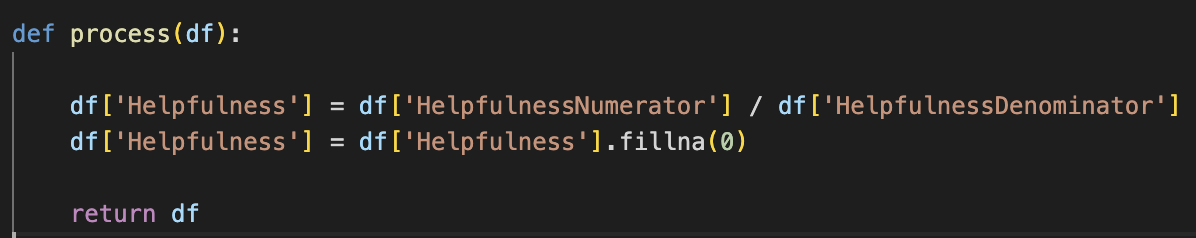 def process(df):
df['Helpfulness'] = df['HelpfulnessNumerator'] / df['HelpfulnessDenominator']
df['Helpfulness'] = df['Helpfulness'].fillna(0)
return df